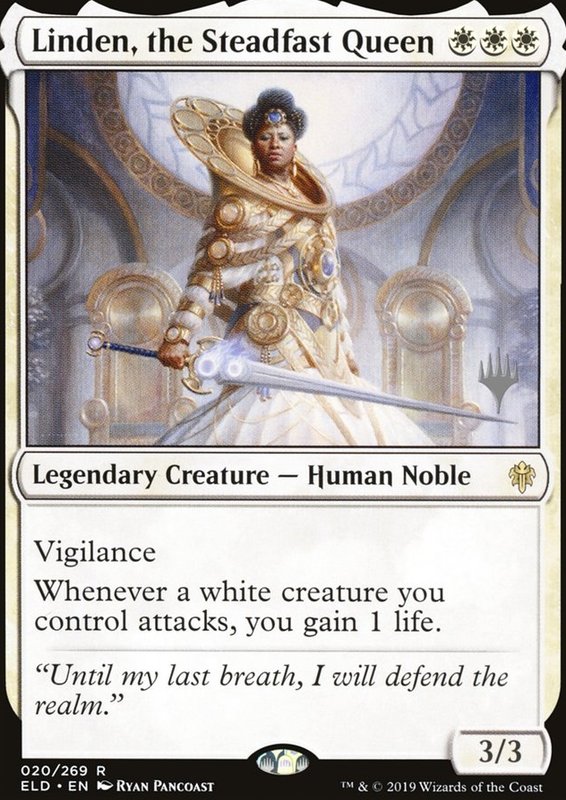 Linden, the Steadfast Queen
Legendary Creature — Human Noble
Vigilance
Whenever a white creature you
control attacks, you gain 1 life.
“Until my last breath, I will defend the
realm.”
3/3
020/269 R
ELD • EN Ryan Pancoast
™ & © 2019 Wizards of the Coast